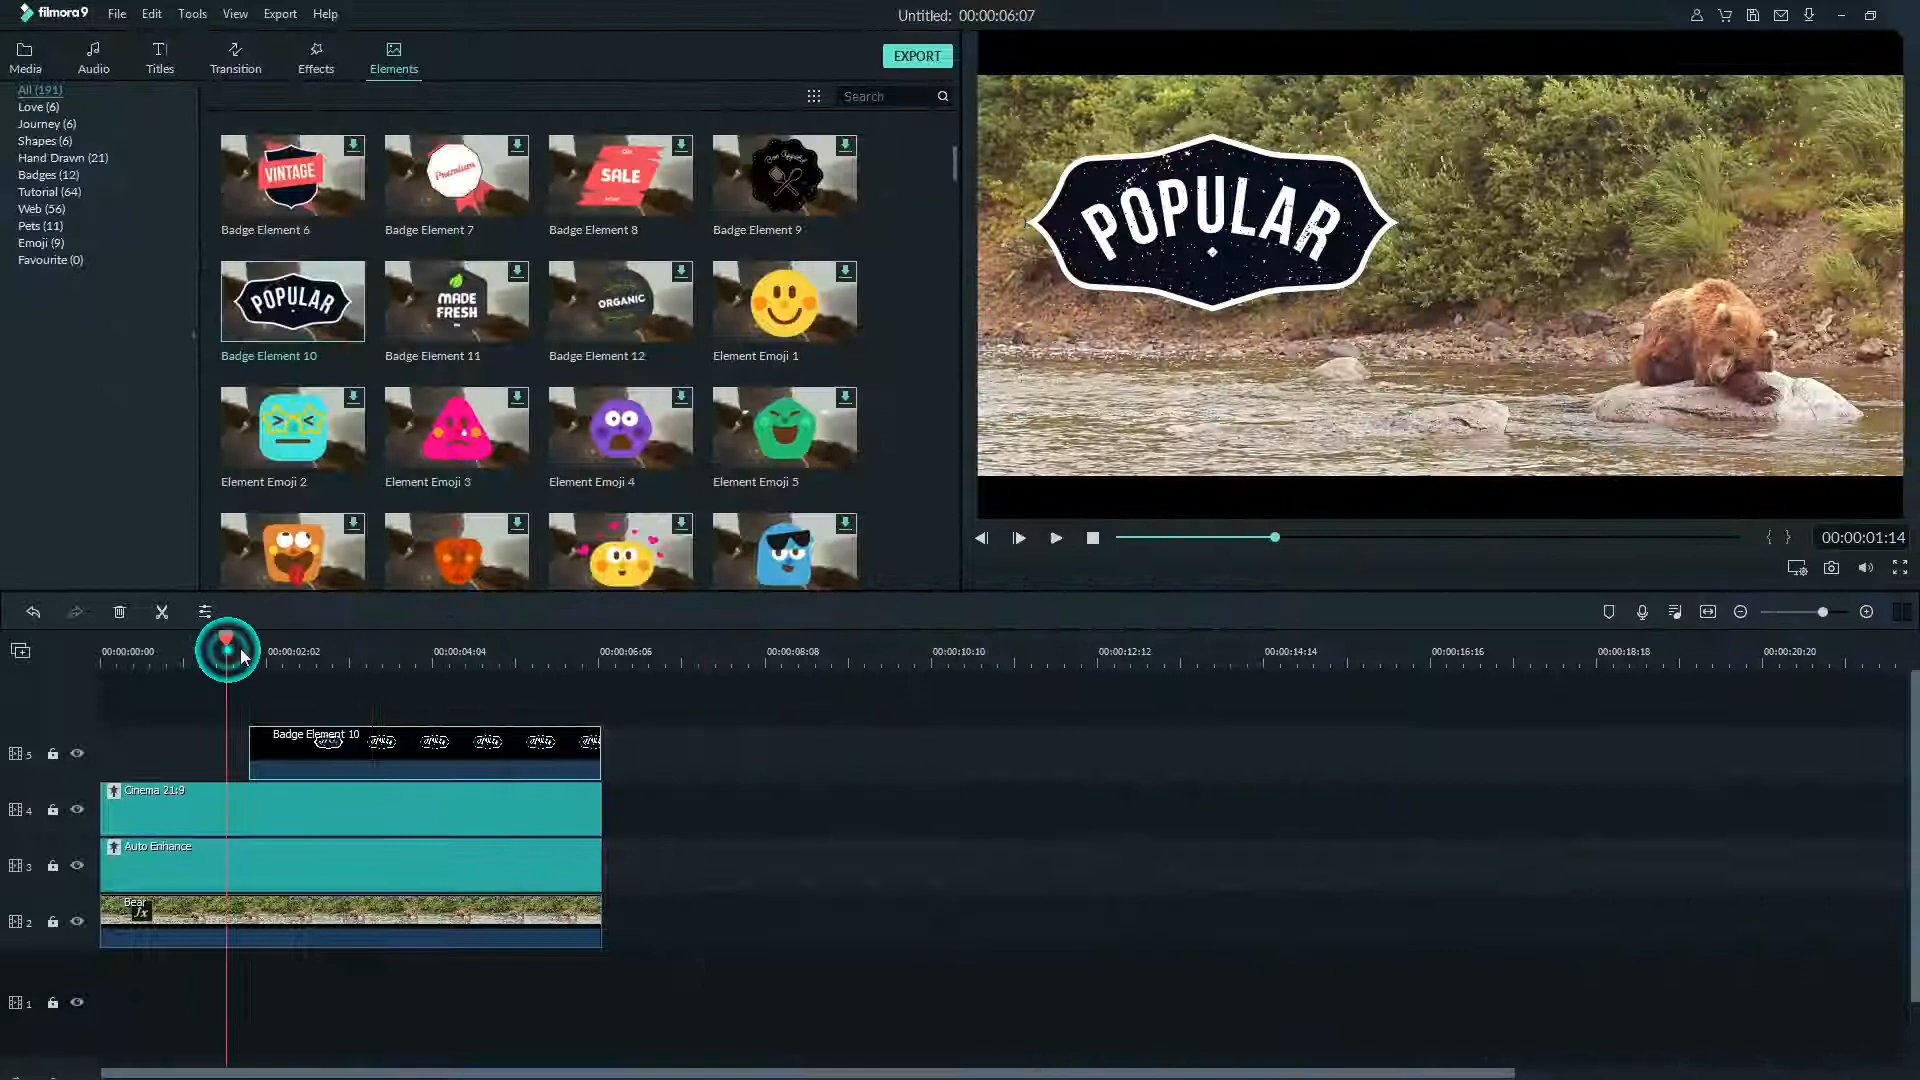 filmora9
File Edit Tools View Export Help
Untitled: 00:00:06:07
Media Audio Titles Transition Effects Elements
EXPORT
All (191)
Love (6)
Journey (6)
Shapes (6)
Hand Drawn (21)
Badges (12)
Tutorial (64)
Web (56)
Pets (11)
Emoji (9)
Favourite (0)
Search
VINTAGE Premium SALE
Badge Element 6 Badge Element 7 Badge Element 8 Badge Element 9
POPULAR MADE FRESH ORGANIC
Badge Element 10 Badge Element 11 Badge Element 12 Element Emoji 1
Element Emoji 2 Element Emoji 3 Element Emoji 4 Element Emoji 5
POPULAR
00:00:01:14
00:00:00:00 00:00:02:02 00:00:04:04 00:00:06:06 00:00:08:08 00:00:10:10 00:00:12:12 00:00:14:14 00:00:16:16 00:00:18:18 00:00:20:20
5 Badge Element 10
4 Cinema 21:9
3 Auto Enhance
2 Bear
fx
1